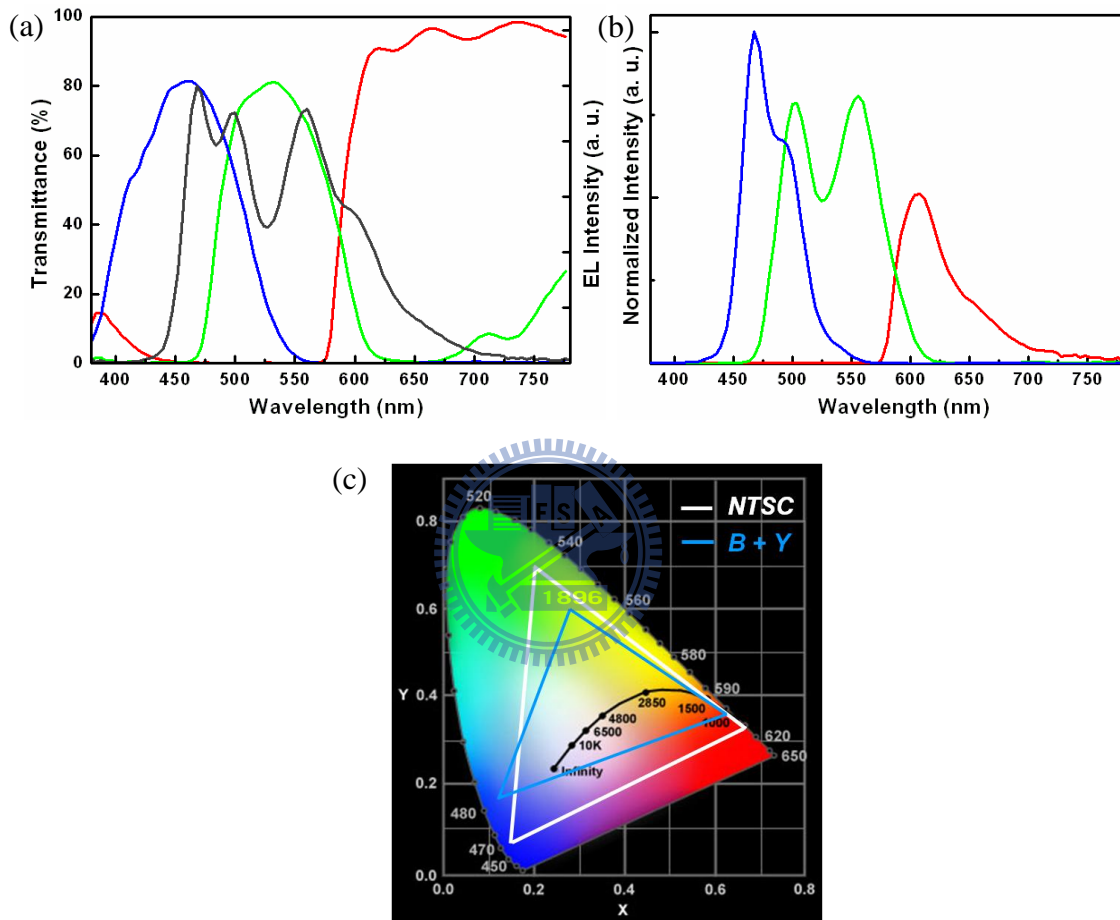 (a)
100
80
60
40
20
0
Transmittance (%)
EL Intensity (a. u.)
400 450 500 550 600 650 700 750
Wavelength (nm)
(b)
Normalized Intensity (a. u.)
400 450 500 550 600 650 700 750
Wavelength (nm)
(c)
NTSC
B + Y
520
540
560
580
590
620
650
480
470
450
1500
1000
2850
4800
6500
10K
Infinity
ESA
1896
Y
0.8
0.6
0.4
0.2
0.0
0.0 0.2 0.4 0.6 0.8
X